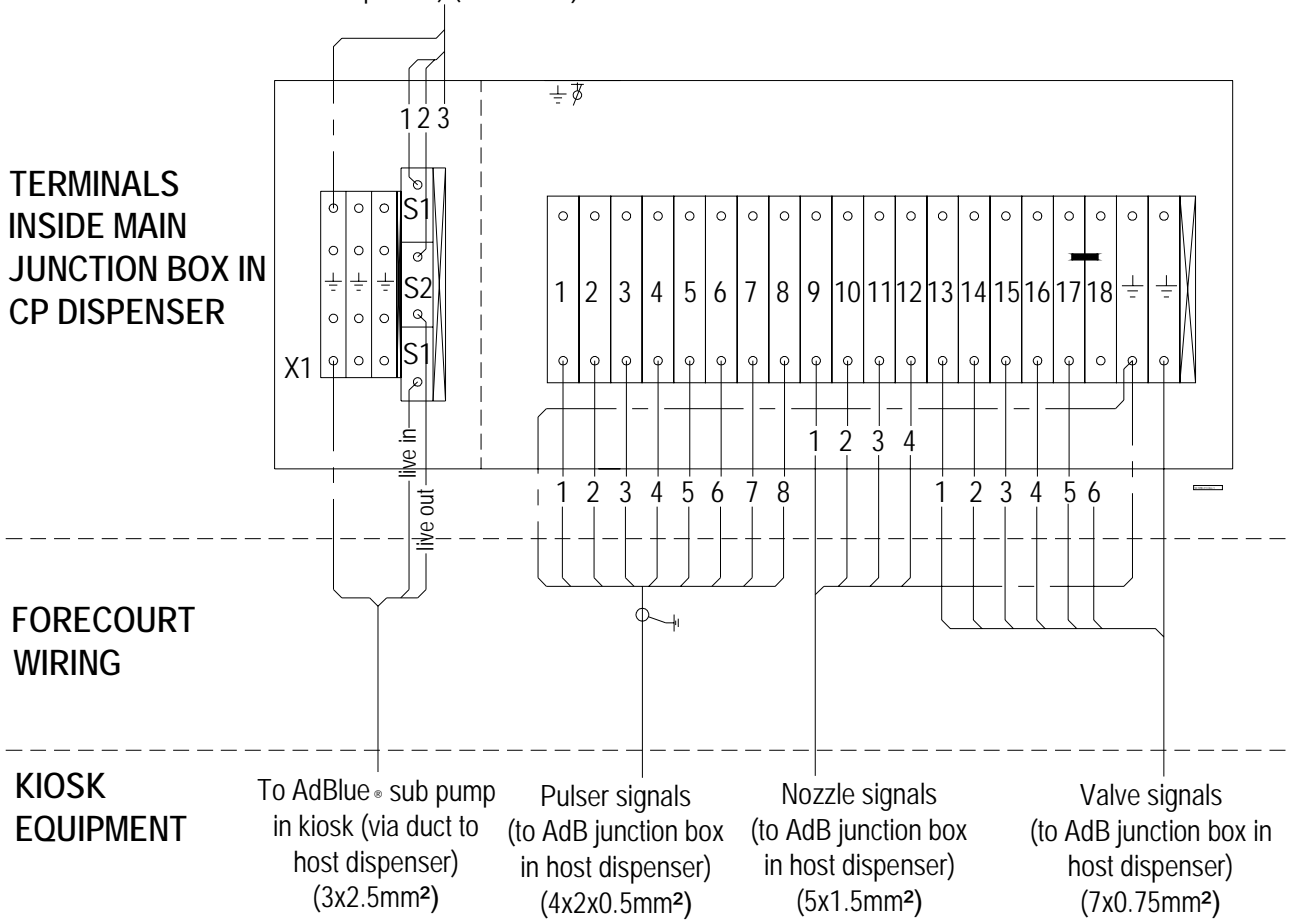 1 2 3
TERMINALS
INSIDE MAIN
JUNCTION BOX IN
CP DISPENSER
S1
S2
S1
X1
1 2 3 4 5 6 7 8 9 10 11 12 13 14 15 16 17 18
live in
live out
1 2 3 4
1 2 3 4 5 6 7 8
1 2 3 4 5 6
FORECOURT
WIRING
KIOSK
EQUIPMENT
To AdBlue® sub pump
in kiosk (via duct to
host dispenser)
(3x2.5mm²)
Pulser signals
(to AdB junction box
in host dispenser)
(4x2x0.5mm²)
Nozzle signals
(to AdB junction box
in host dispenser)
(5x1.5mm²)
Valve signals
(to AdB junction box in
host dispenser)
(7x0.75mm²)